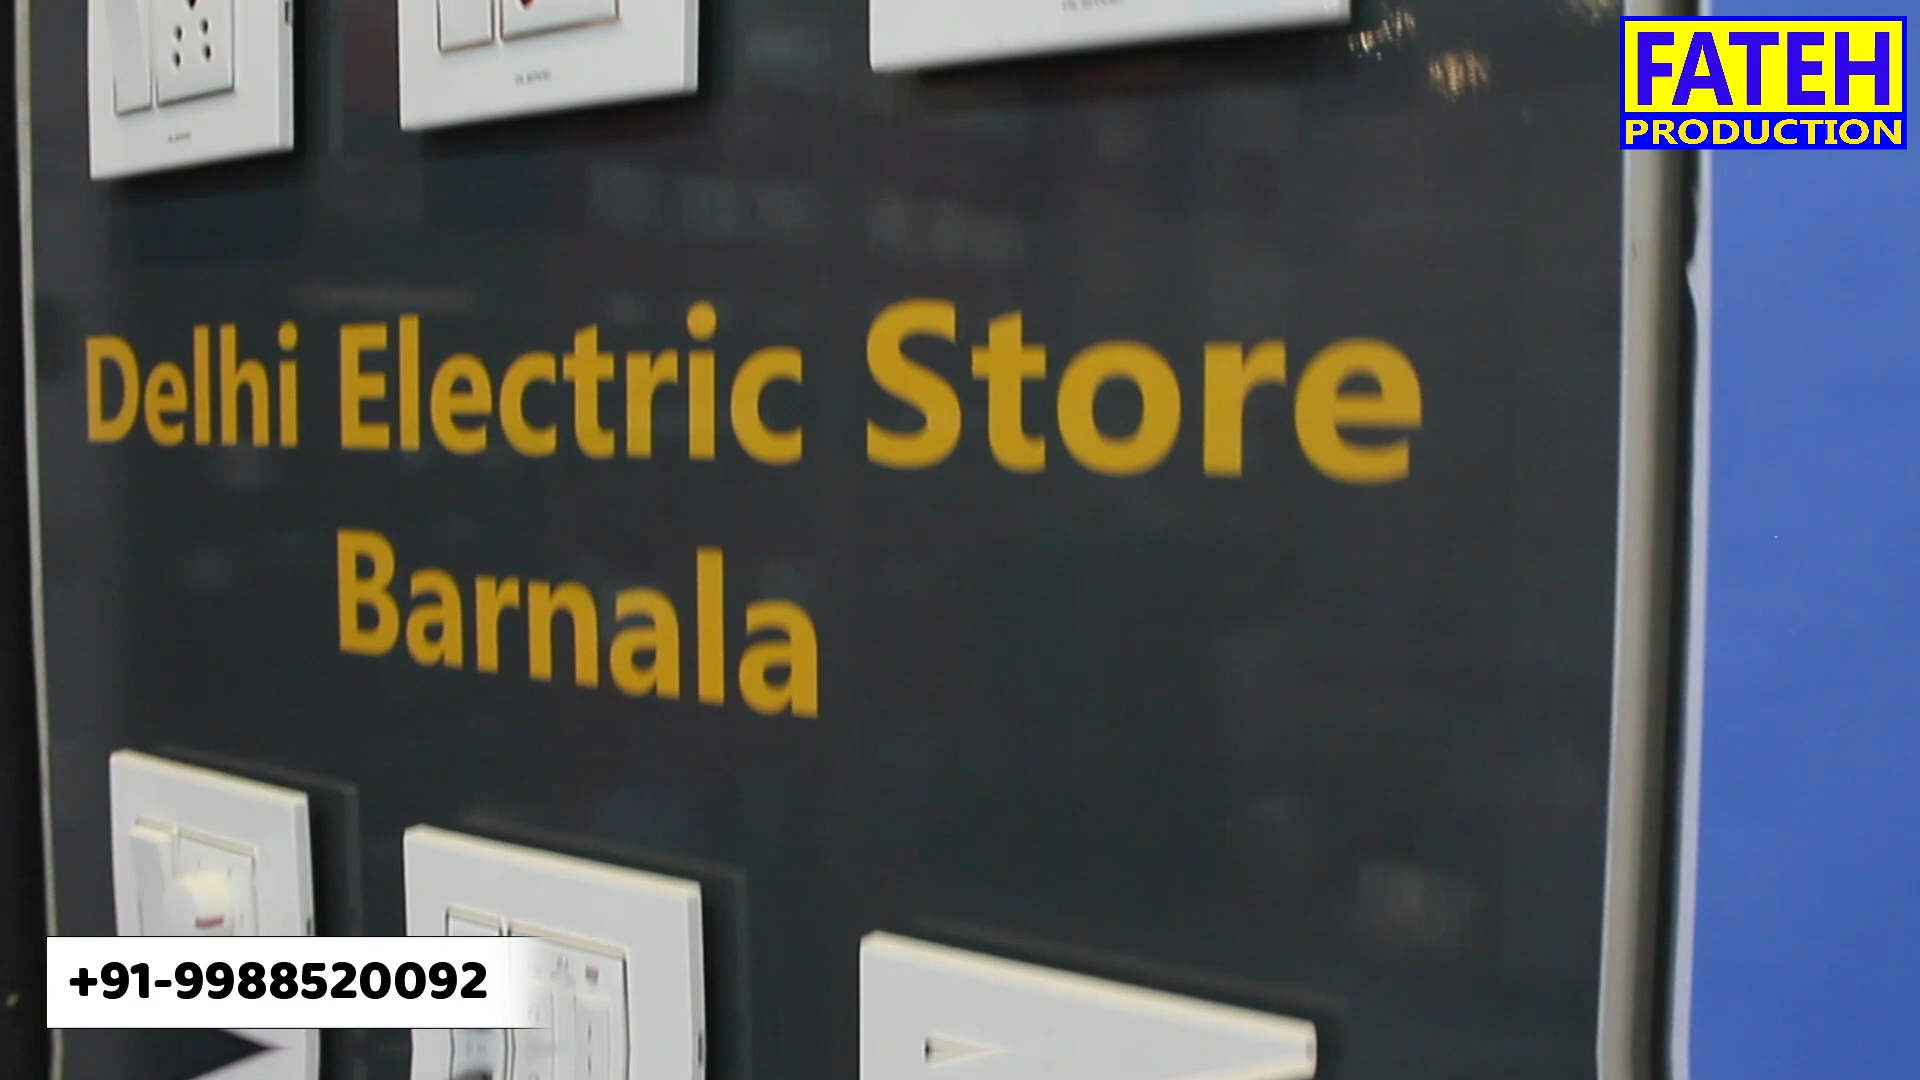 FATEH
PRODUCTION
Delhi Electric Store
Barnala
+91-9988520092